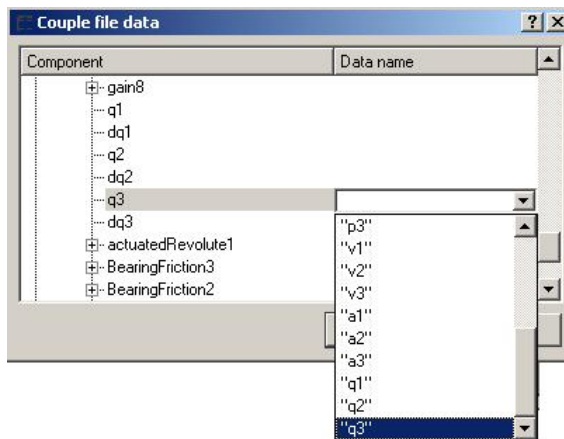 Couple file data
Component Data name
gain8
q1
dq1
q2
dq2
q3
dq3
actuatedRevolute1
BearingFriction3
BearingFriction2
"p3"
"v1"
"v2"
"v3"
"a1"
"a2"
"a3"
"q1"
"q2"
"q3"